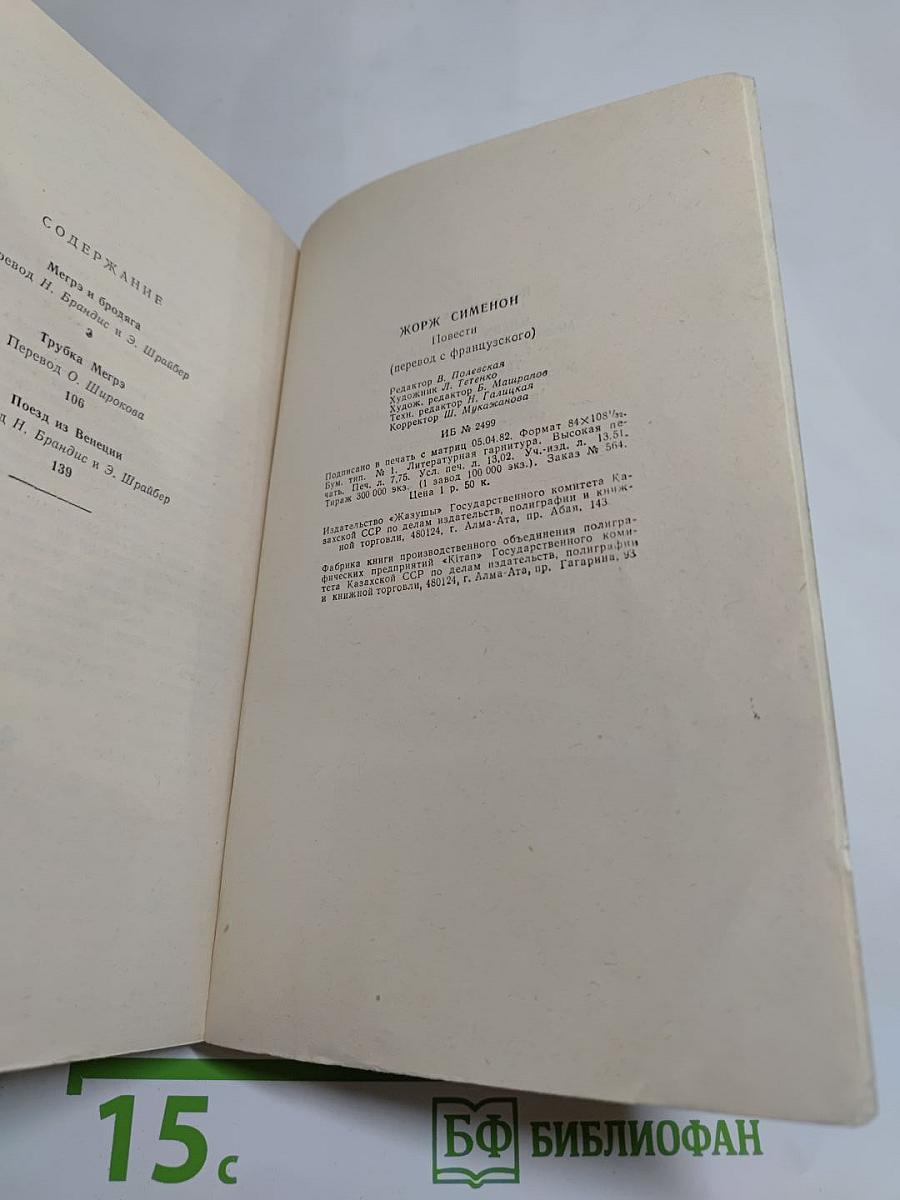 СОДЕРЖАНИЕ
Мегрэ и бродяга
Н. Брандис и Э. Шрайбер
Трубка Мегрэ
Перевод О. Широкова
106
Поезд из Венеции
Н. Брандис и Э. Шрайбер
139
ЖОРЖ СИМЕНОН
Повести
(перевод с французского)
Редактор В. Полевская
Художник Л. Тетенко
Худож. редактор Б. Машрапов
Техн. редактор Н. Галицкая
Корректор Ш. Мукажанова
ИБ № 2499
Подписано в печать с матриц 05.04.82. Формат 84×108¹/₃₂.
Бум. тип. № 1. Литературная гарнитура. Высокая пе-
чать. Печ. л. 7,75. Усл. печ. л. 13,02. Уч.-изд. л. 13,51.
Тираж 300 000 экз. (1 завод 100 000 экз.). Заказ № 564.
Цена 1 р. 50 к.
Издательство «Жазушы» Государственного комитета Ка-
захской ССР по делам издательств, полиграфии и книж-
ной торговли, 480124, г. Алма-Ата, пр. Абая, 143.
Фабрика книги производственного объединения полигра-
фических предприятий «Кітап» Государственного коми-
тета Казахской ССР по делам издательств, полиграфии
и книжной торговли, 480124, г. Алма-Ата, пр. Гагарина, 93
15 с
БФ БИБЛИОФАН